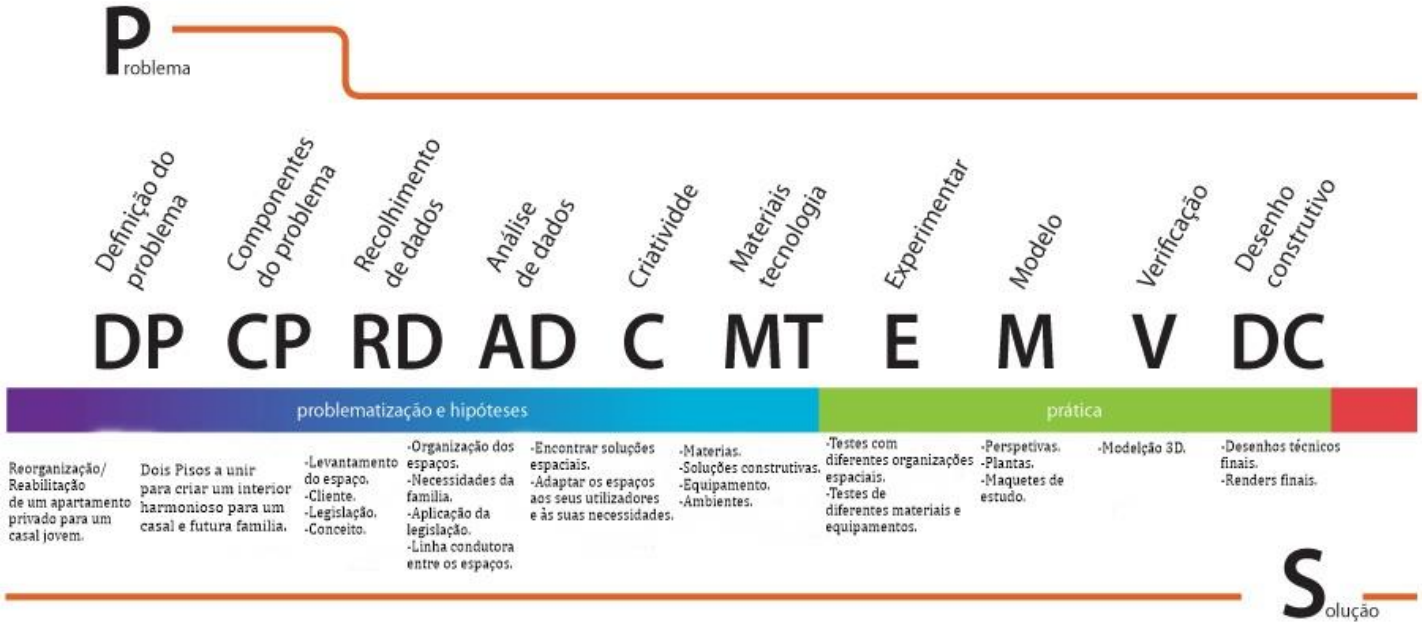 Problema
Definição do
problema
Componentes
do problema
Recolhimento
de dados
Análise
de dados
Criatividde
Materiais
tecnologia
Experimentar
Modelo
Verificação
Desenho
construtivo
DP CP RD AD C MT E M V DC
problematização e hipóteses
prática
Reorganização/
Reabilitação
de um apartamento
privado para um
casal jovem.
Dois Pisos a unir
para criar um interior
harmonioso para um
casal e futura familia.
-Levantamento
do espaço.
-Cliente.
-Legislação.
-Conceito.
-Organização dos
espaços.
-Necessidades da
familia.
-Aplicação da
legislação.
-Linha condutora
entre os espaços.
-Encontrar soluções
espaciais.
-Adaptar os espaços
aos seus utilizadores
e às suas necessidades.
-Materias.
-Soluções construtivas.
-Equipamento.
-Ambientes.
-Testes com
diferentes organizações
espaciais.
-Testes de
diferentes materiais e
equipamentos.
-Perspetivas.
-Plantas.
-Maquetes de
estudo.
-Modelção 3D.
-Desenhos técnicos
finais.
-Renders finais.
Solução